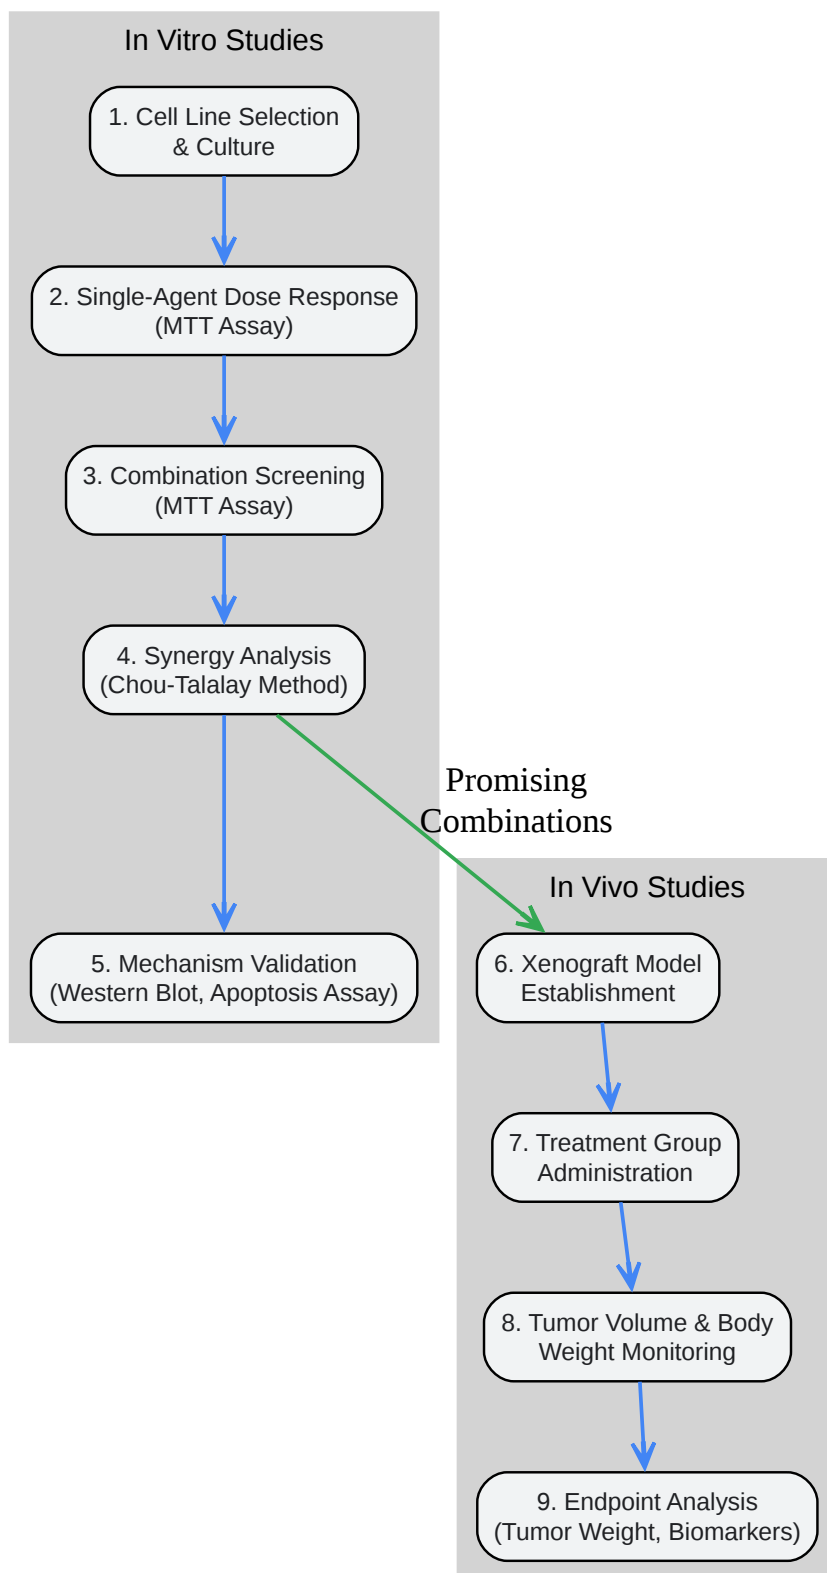 In Vitro Studies
1. Cell Line Selection
& Culture
2. Single-Agent Dose Response
(MTT Assay)
3. Combination Screening
(MTT Assay)
4. Synergy Analysis
(Chou-Talalay Method)
Promising
Combinations
5. Mechanism Validation
(Western Blot, Apoptosis Assay)
In Vivo Studies
6. Xenograft Model
Establishment
7. Treatment Group
Administration
8. Tumor Volume & Body
Weight Monitoring
9. Endpoint Analysis
(Tumor Weight, Biomarkers)